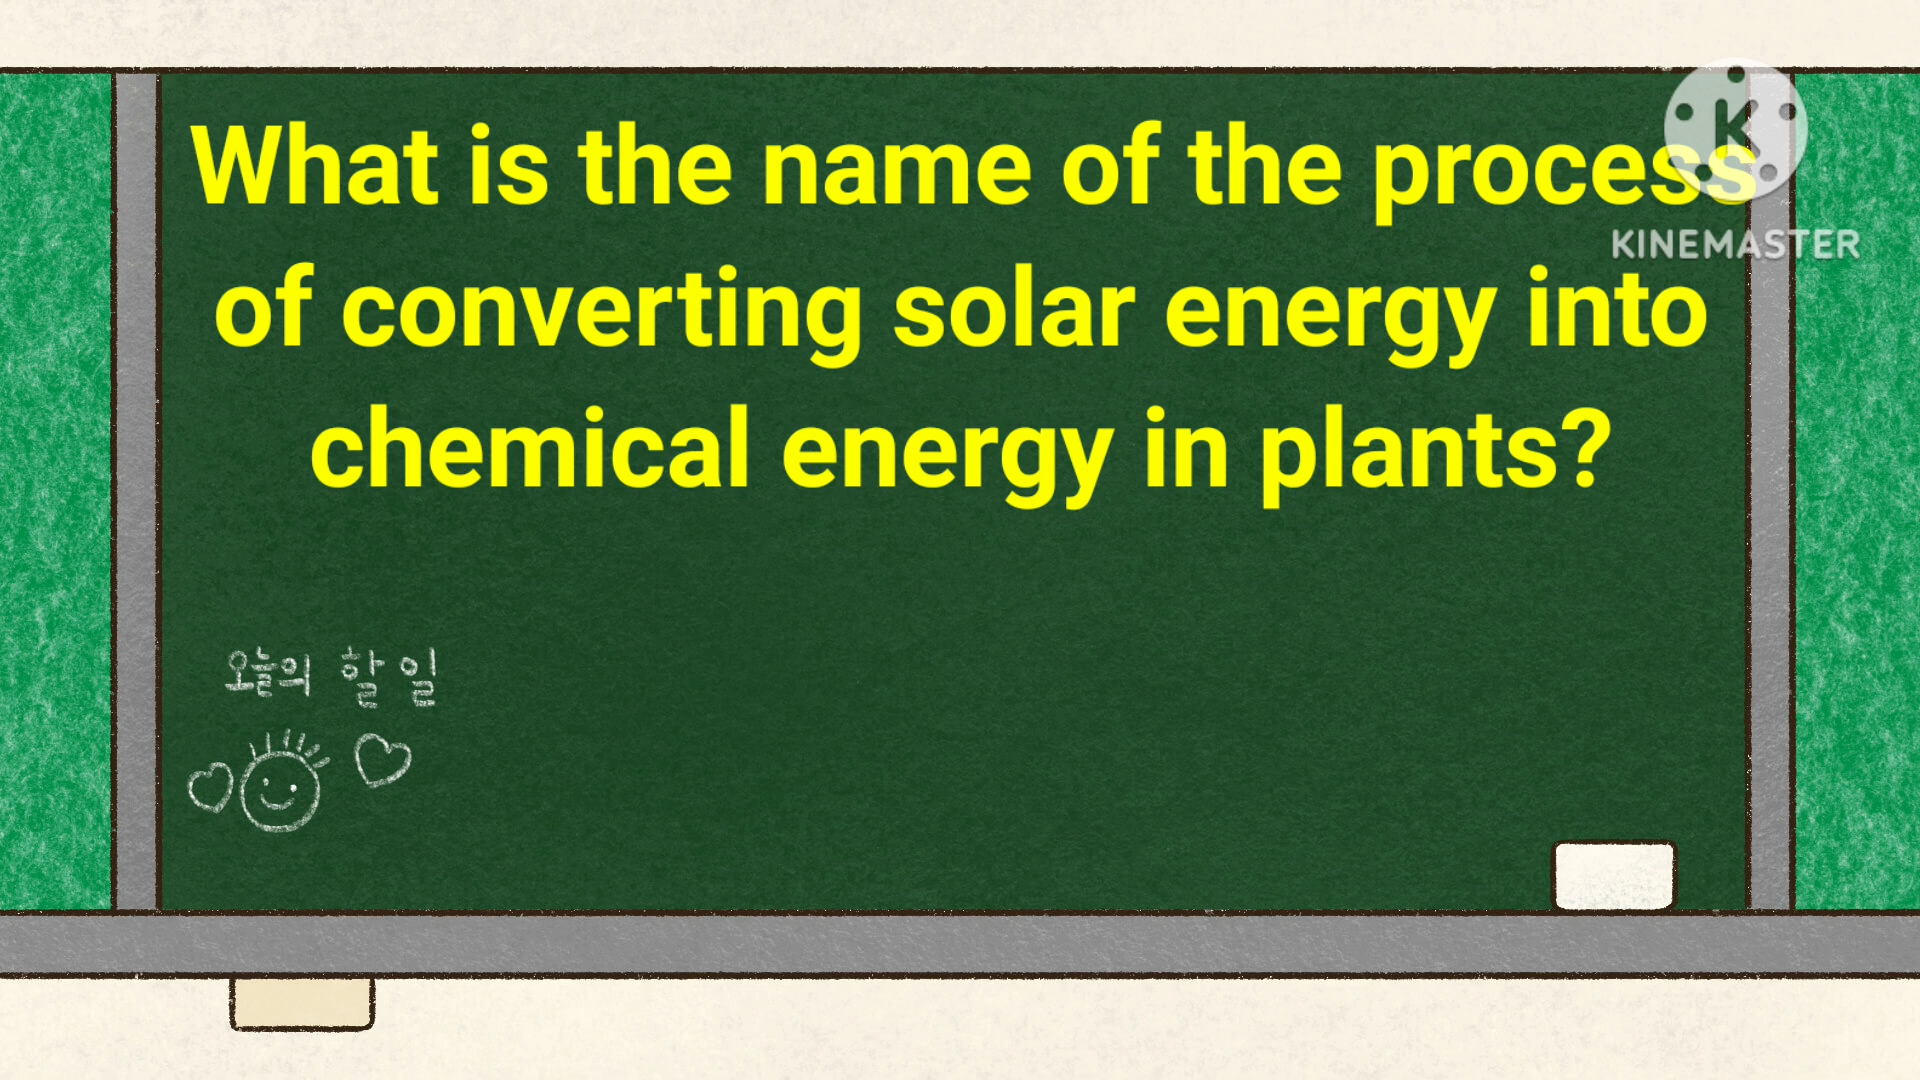 What is the name of the process
of converting solar energy into
chemical energy in plants?
K
KINEMASTER
오늘의 할 일